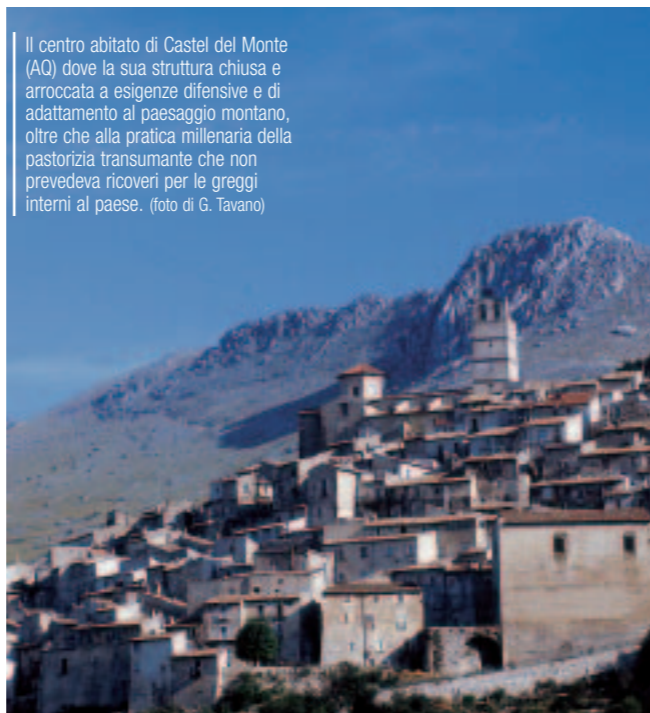 Il centro abitato di Castel del Monte
(AQ) dove la sua struttura chiusa e
arroccata a esigenze difensive e di
adattamento al paesaggio montano,
oltre che alla pratica millenaria della
pastorizia transumante che non
prevedeva ricoveri per le greggi
interni al paese. (foto di G. Tavano)